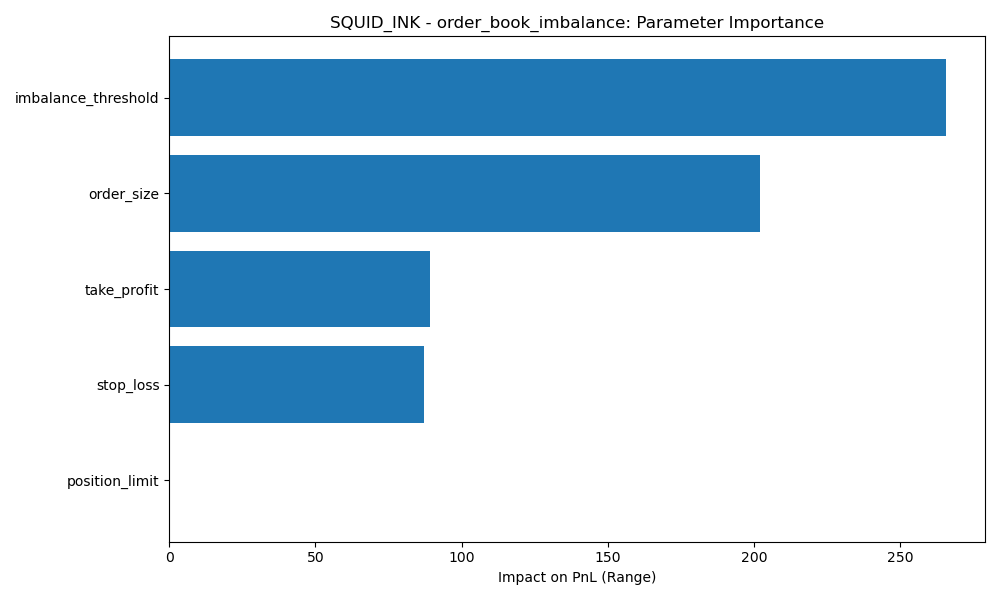 SQUID_INK - order_book_imbalance: Parameter Importance
imbalance_threshold
order_size
take_profit
stop_loss
position_limit
0 50 100 150 200 250
Impact on PnL (Range)